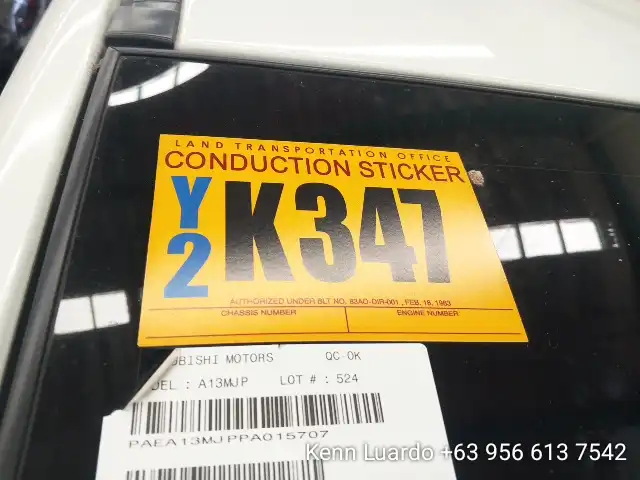 LAND TRANSPORTATION OFFICE
CONDUCTION STICKER
Y2 K347
AUTHORIZED UNDER BLT NO. 83AO-DIR-001 , FEB, 18, 1983
CHASSIS NUMBER ENGINE NUMBER
UBISHI MOTORS QC-OK
DEL : A13MJP LOT # : 524
PAEA13MJPPA015707
Kenn Luardo +63 956 613 7542